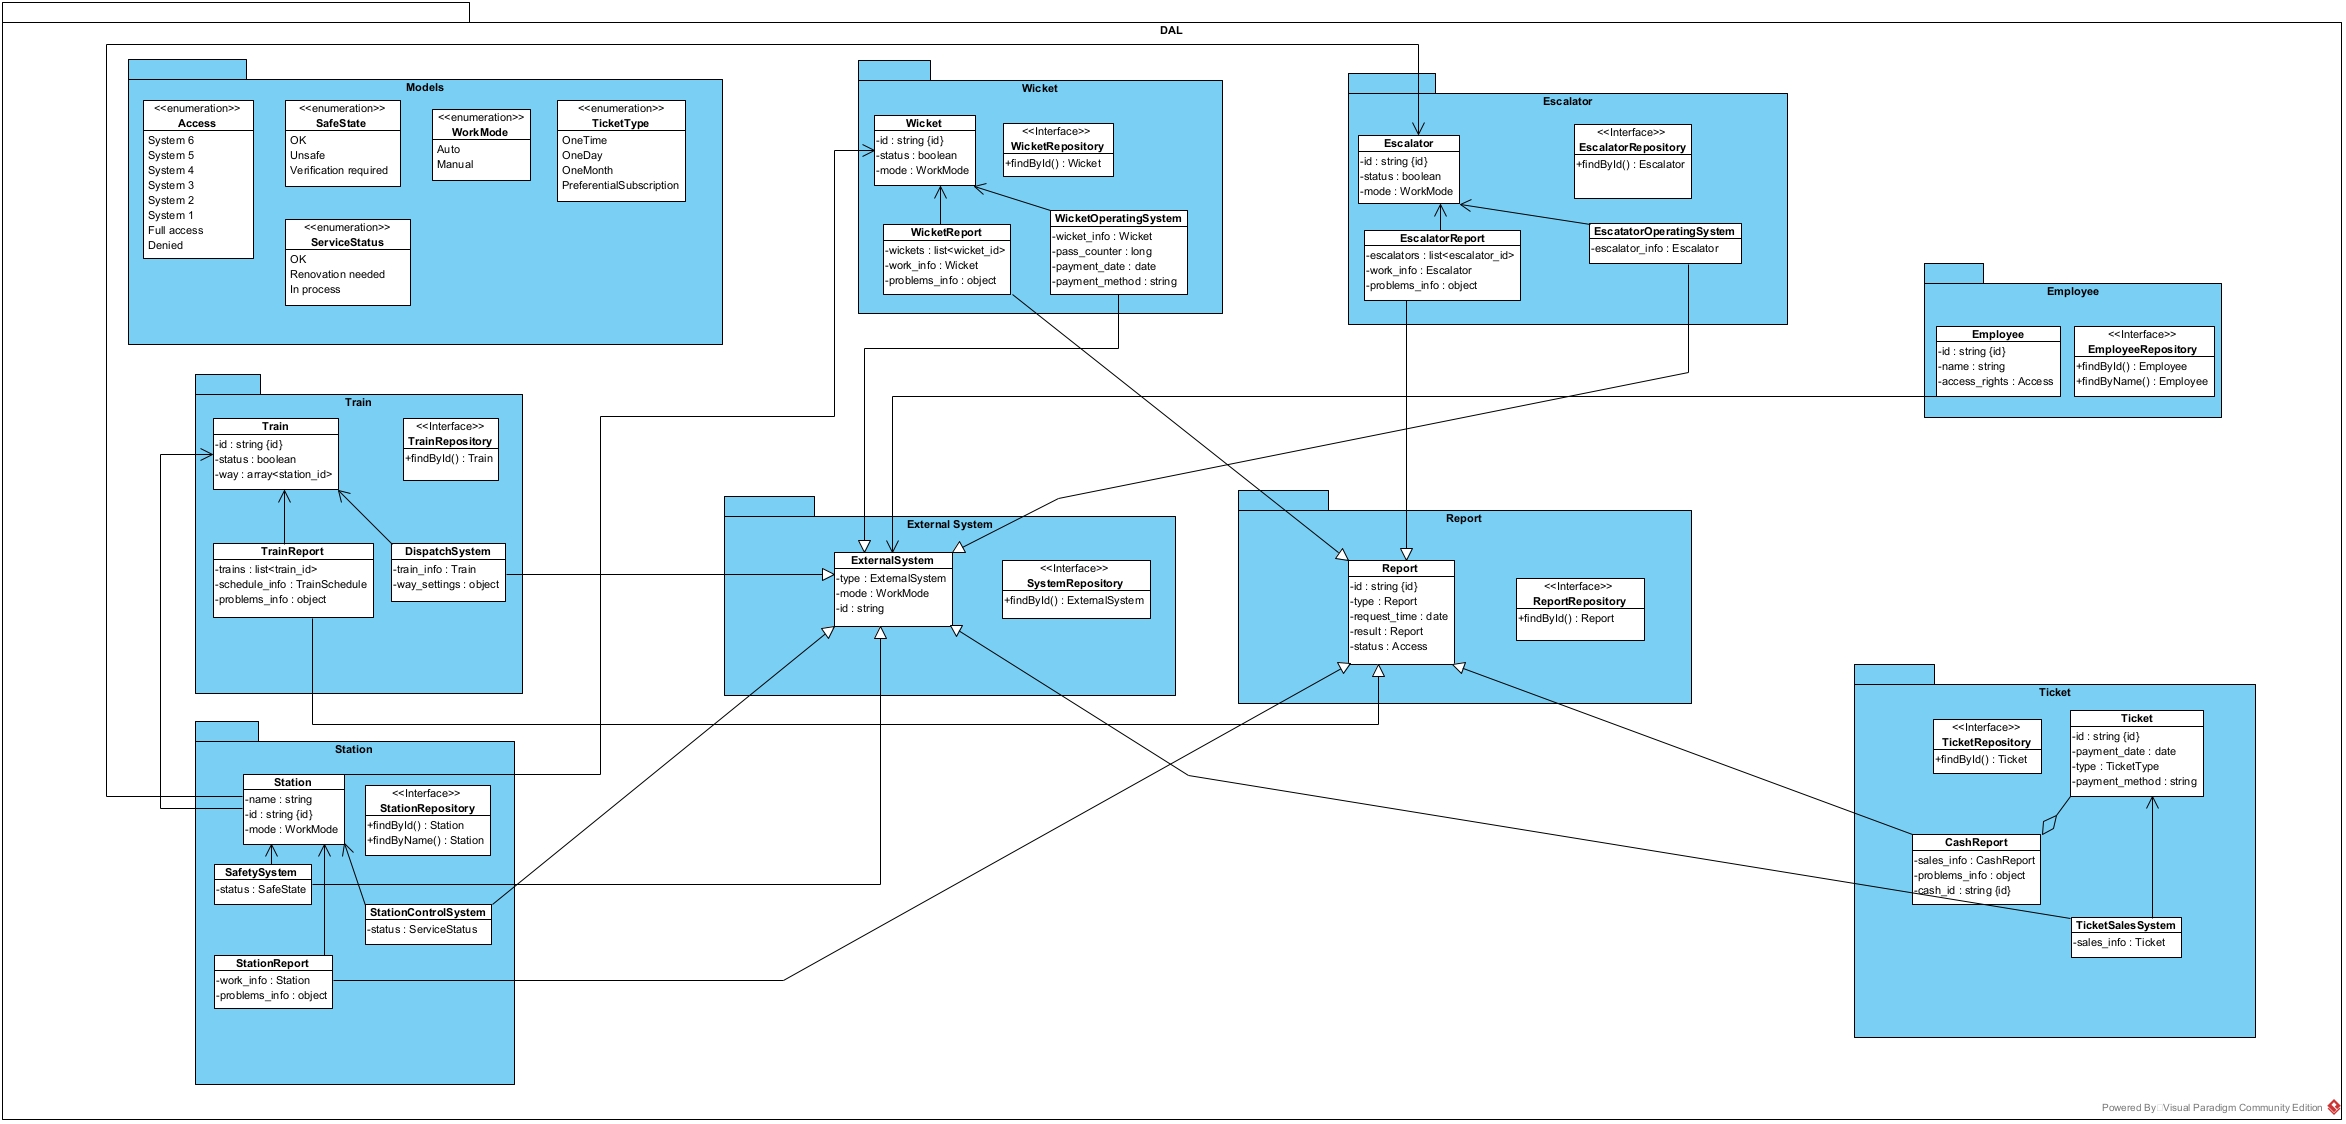 DAL
Models
<<enumeration>>
Access
System 6
System 5
System 4
System 3
System 2
System 1
Full access
Denied
<<enumeration>>
SafeState
OK
Unsafe
Verification required
<<enumeration>>
WorkMode
Auto
Manual
<<enumeration>>
TicketType
OneTime
OneDay
OneMonth
PreferentialSubscription
<<enumeration>>
ServiceStatus
OK
Renovation needed
In process
Wicket
Wicket
-id : string {id}
-status : boolean
-mode : WorkMode
<<Interface>>
WicketRepository
+findById() : Wicket
WicketReport
-wickets : list<wicket_id>
-work_info : Wicket
-problems_info : object
WicketOperatingSystem
-wicket_info : Wicket
-pass_counter : long
-payment_date : date
-payment_method : string
Escalator
Escalator
-id : string {id}
-status : boolean
-mode : WorkMode
<<Interface>>
EscalatorRepository
+findById() : Escalator
EscalatorReport
-escalators : list<escalator_id>
-work_info : Escalator
-problems_info : object
EscatatorOperatingSystem
-escalator_info : Escalator
Employee
Employee
-id : string {id}
-name : string
-access_rights : Access
<<Interface>>
EmployeeRepository
+findById() : Employee
+findByName() : Employee
Train
Train
-id : string {id}
-status : boolean
-way : array<station_id>
<<Interface>>
TrainRepository
+findById() : Train
TrainReport
-trains : list<train_id>
-schedule_info : TrainSchedule
-problems_info : object
DispatchSystem
-train_info : Train
-way_settings : object
External System
ExternalSystem
-type : ExternalSystem
-mode : WorkMode
-id : string
<<Interface>>
SystemRepository
+findById() : ExternalSystem
Report
Report
-id : string {id}
-type : Report
-request_time : date
-result : Report
-status : Access
<<Interface>>
ReportRepository
+findById() : Report
Station
Station
-name : string
-id : string {id}
-mode : WorkMode
<<Interface>>
StationRepository
+findById() : Station
+findByName() : Station
SafetySystem
-status : SafeState
StationControlSystem
-status : ServiceStatus
StationReport
-work_info : Station
-problems_info : object
Ticket
<<Interface>>
TicketRepository
+findById() : Ticket
Ticket
-id : string {id}
-payment_date : date
-type : TicketType
-payment_method : string
CashReport
-sales_info : CashReport
-problems_info : object
-cash_id : string {id}
TicketSalesSystem
-sales_info : Ticket
Powered By Visual Paradigm Community Edition